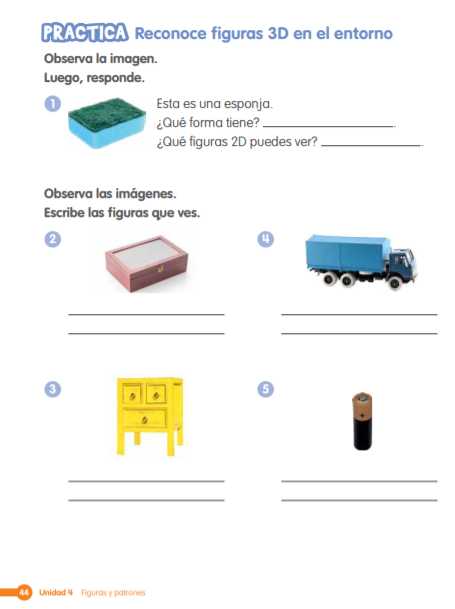 PRACTICA Reconoce figuras 3D en el entorno
Observa la imagen.
Luego, responde.
1 Esta es una esponja.
¿Qué forma tiene? ____________________.
¿Qué figuras 2D puedes ver? _______________.
Observa las imágenes.
Escribe las figuras que ves.
2
4
3
5
+
44 Unidad 4 Figuras y patrones